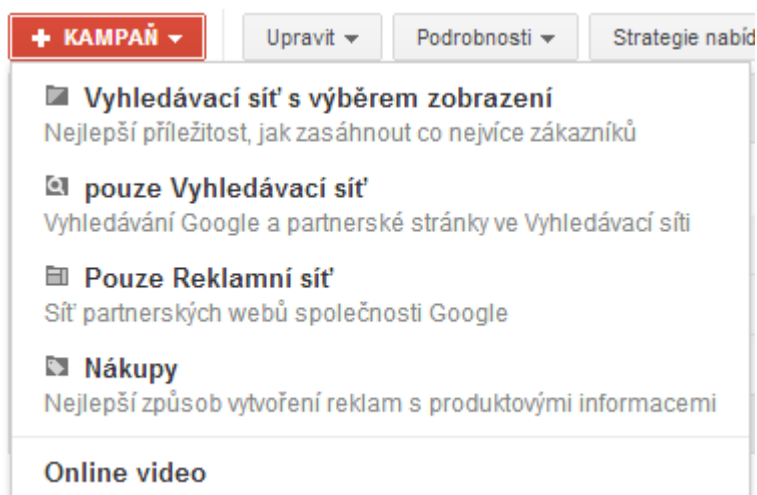 + KAMPAŇ
Upravit
Podrobnosti
Strategie nabíd
Vyhledávací síť s výběrem zobrazení
Nejlepší příležitost, jak zasáhnout co nejvíce zákazníků
pouze Vyhledávací síť
Vyhledávání Google a partnerské stránky ve Vyhledávací síti
Pouze Reklamní síť
Síť partnerských webů společnosti Google
Nákupy
Nejlepší způsob vytvoření reklam s produktovými informacemi
Online video